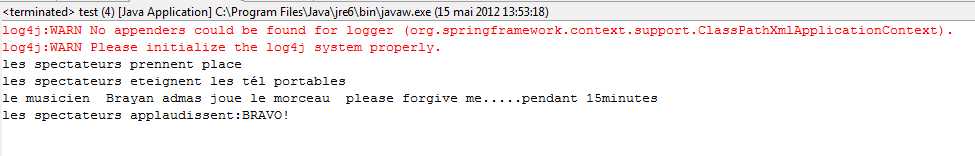 <terminated> test (4) [Java Application] C:\Program Files\Java\jre6\bin\javaw.exe (15 mai 2012 13:53:18)
log4j:WARN No appenders could be found for logger (org.springframework.context.support.ClassPathXmlApplicationContext).
log4j:WARN Please initialize the log4j system properly.
les spectateurs prennent place
les spectateurs eteignent les tél portables
le musicien  Brayan admas joue le morceau  please forgive me.....pendant 15minutes
les spectateurs applaudissent:BRAVO!